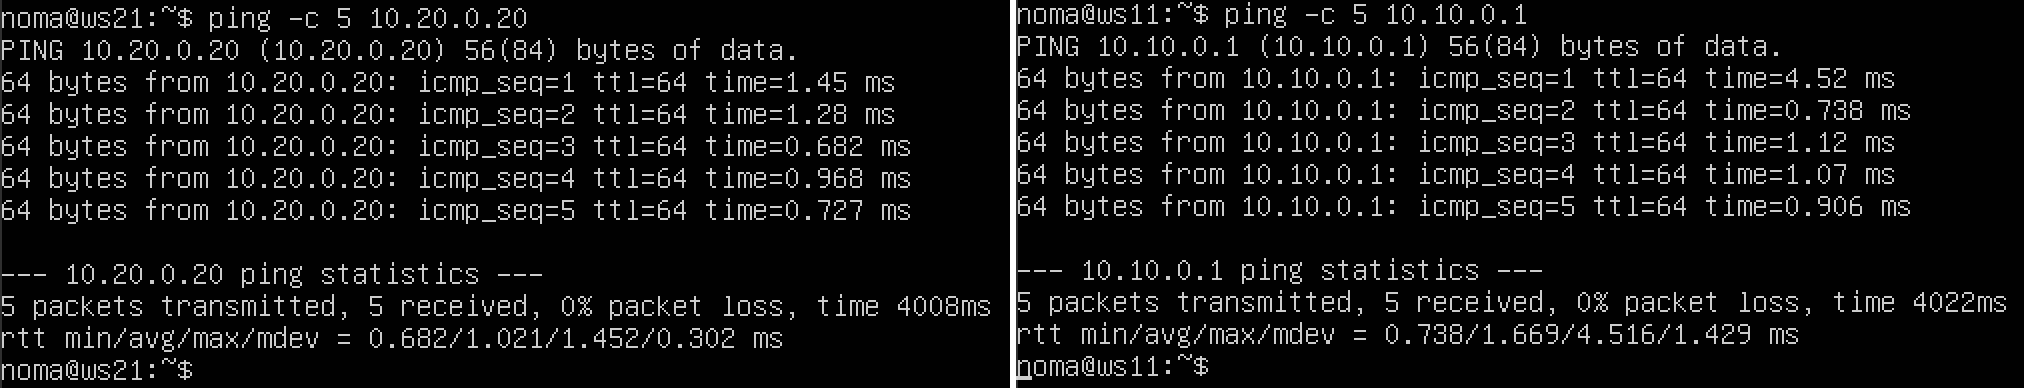 noma@ws21:~$ ping -c 5 10.20.0.20
PING 10.20.0.20 (10.20.0.20) 56(84) bytes of data.
64 bytes from 10.20.0.20: icmp_seq=1 ttl=64 time=1.45 ms
64 bytes from 10.20.0.20: icmp_seq=2 ttl=64 time=1.28 ms
64 bytes from 10.20.0.20: icmp_seq=3 ttl=64 time=0.682 ms
64 bytes from 10.20.0.20: icmp_seq=4 ttl=64 time=0.968 ms
64 bytes from 10.20.0.20: icmp_seq=5 ttl=64 time=0.727 ms
--- 10.20.0.20 ping statistics ---
5 packets transmitted, 5 received, 0% packet loss, time 4008ms
rtt min/avg/max/mdev = 0.682/1.021/1.452/0.302 ms
noma@ws21:~$
noma@ws11:~$ ping -c 5 10.10.0.1
PING 10.10.0.1 (10.10.0.1) 56(84) bytes of data.
64 bytes from 10.10.0.1: icmp_seq=1 ttl=64 time=4.52 ms
64 bytes from 10.10.0.1: icmp_seq=2 ttl=64 time=0.738 ms
64 bytes from 10.10.0.1: icmp_seq=3 ttl=64 time=1.12 ms
64 bytes from 10.10.0.1: icmp_seq=4 ttl=64 time=1.07 ms
64 bytes from 10.10.0.1: icmp_seq=5 ttl=64 time=0.906 ms
--- 10.10.0.1 ping statistics ---
5 packets transmitted, 5 received, 0% packet loss, time 4022ms
rtt min/avg/max/mdev = 0.738/1.669/4.516/1.429 ms
noma@ws11:~$